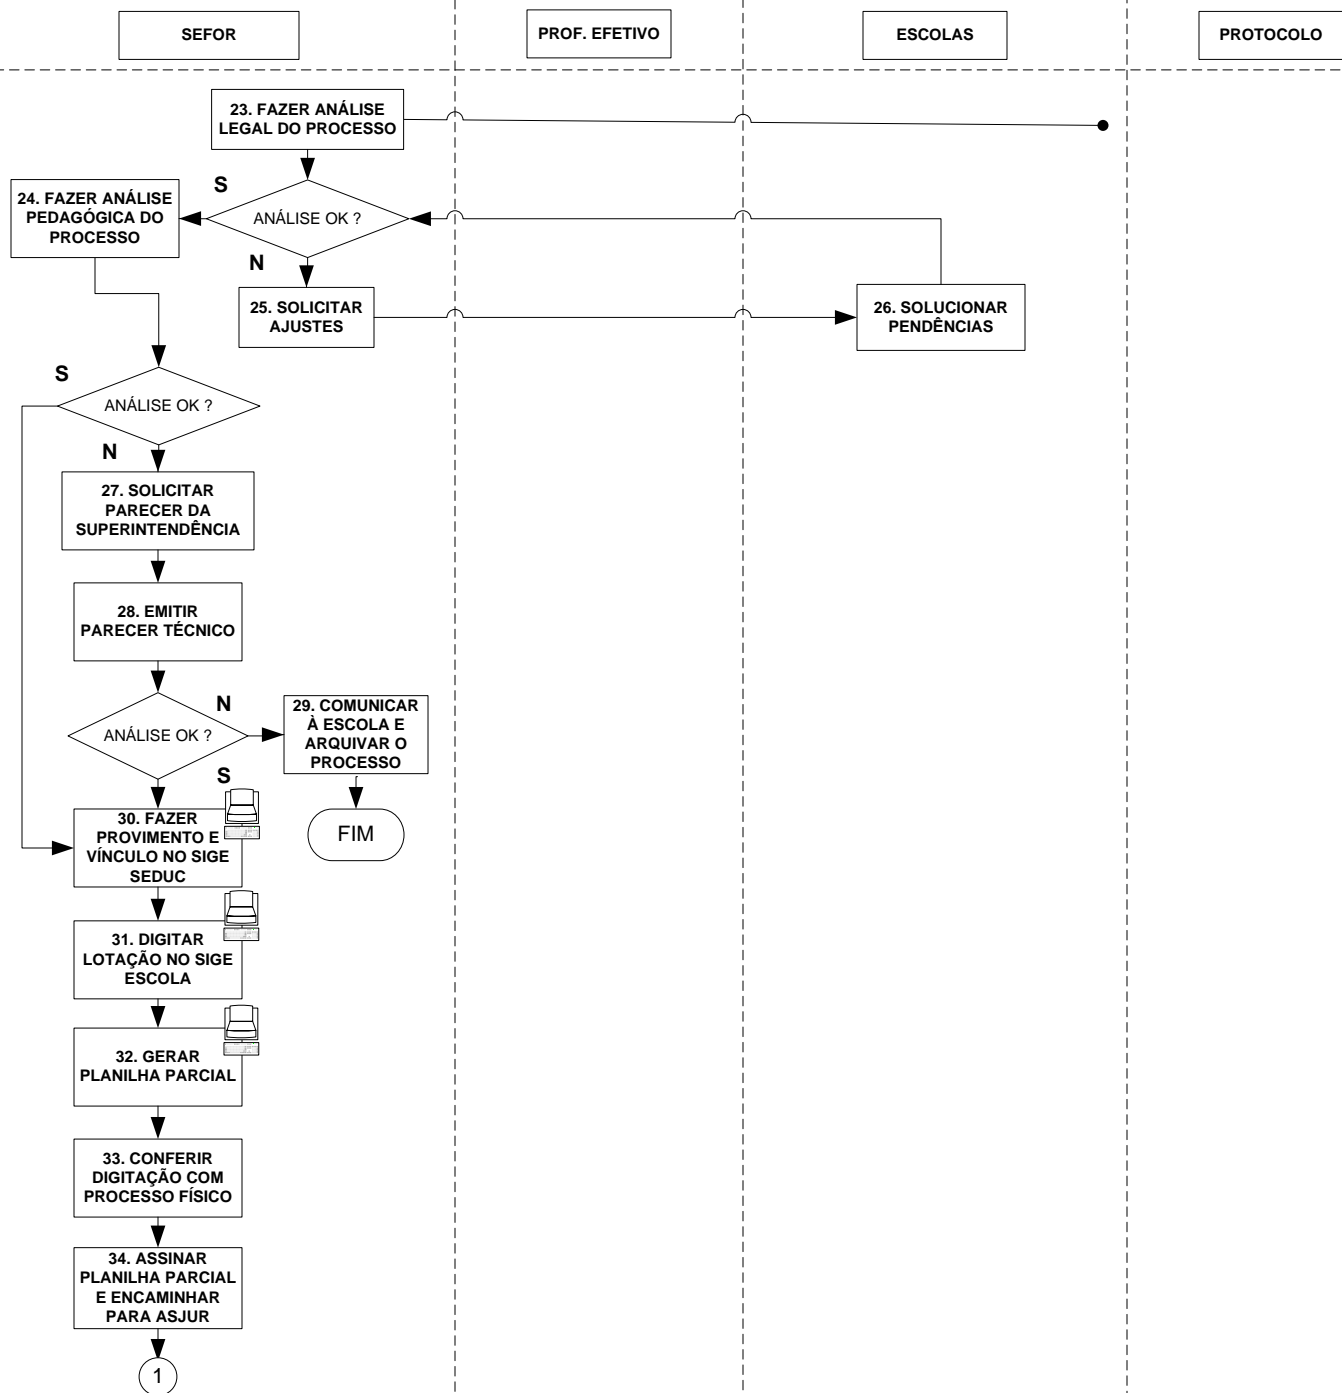 SEFOR
PROF. EFETIVO
ESCOLAS
PROTOCOLO
23. FAZER ANÁLISE
LEGAL DO PROCESSO
S
24. FAZER ANÁLISE
PEDAGÓGICA DO
PROCESSO
ANÁLISE OK ?
N
25. SOLICITAR
AJUSTES
26. SOLUCIONAR
PENDÊNCIAS
S
ANÁLISE OK ?
N
27. SOLICITAR
PARECER DA
SUPERINTENDÊNCIA
28. EMITIR
PARECER TÉCNICO
ANÁLISE OK ?
N
29. COMUNICAR
À ESCOLA E
ARQUIVAR O
PROCESSO
S
FIM
30. FAZER
PROVIMENTO E
VÍNCULO NO SIGE
SEDUC
31. DIGITAR
LOTAÇÃO NO SIGE
ESCOLA
32. GERAR
PLANILHA PARCIAL
33. CONFERIR
DIGITAÇÃO COM
PROCESSO FÍSICO
34. ASSINAR
PLANILHA PARCIAL
E ENCAMINHAR
PARA ASJUR
1